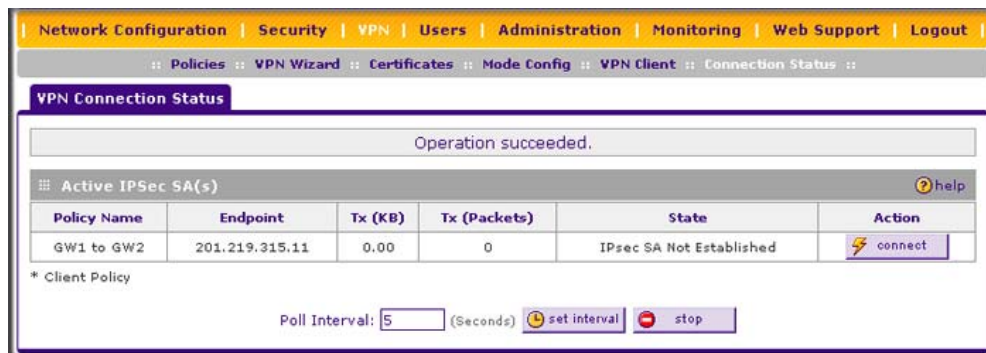 | Network Configuration | Security | VPN | Users | Administration | Monitoring | Web Support | Logout |
:: Policies :: VPN Wizard :: Certificates :: Mode Config :: VPN Client :: Connection Status ::
VPN Connection Status
Operation succeeded.
Active IPSec SA(s) ? help
Policy Name Endpoint Tx (KB) Tx (Packets) State Action
GW1 to GW2 201.219.315.11 0.00 0 IPsec SA Not Established connect
* Client Policy
Poll Interval: 5 (Seconds) set interval stop